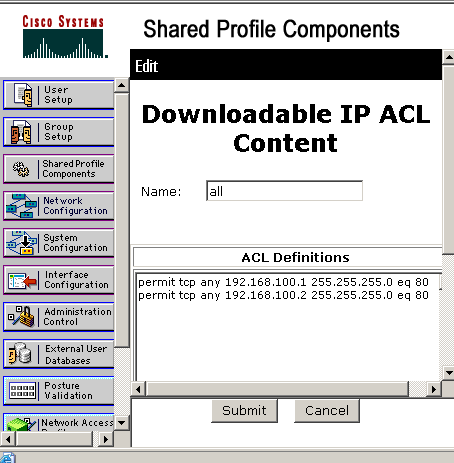 CISCO SYSTEMS
Shared Profile Components
User
Setup
Group
Setup
Shared Profile
Components
Network
Configuration
System
Configuration
Interface
Configuration
Administration
Control
External User
Databases
Posture
Validation
Network Access
Edit
Downloadable IP ACL
Content
Name: all
ACL Definitions
permit tcp any 192.168.100.1 255.255.255.0 eq 80
permit tcp any 192.168.100.2 255.255.255.0 eq 80
Submit Cancel